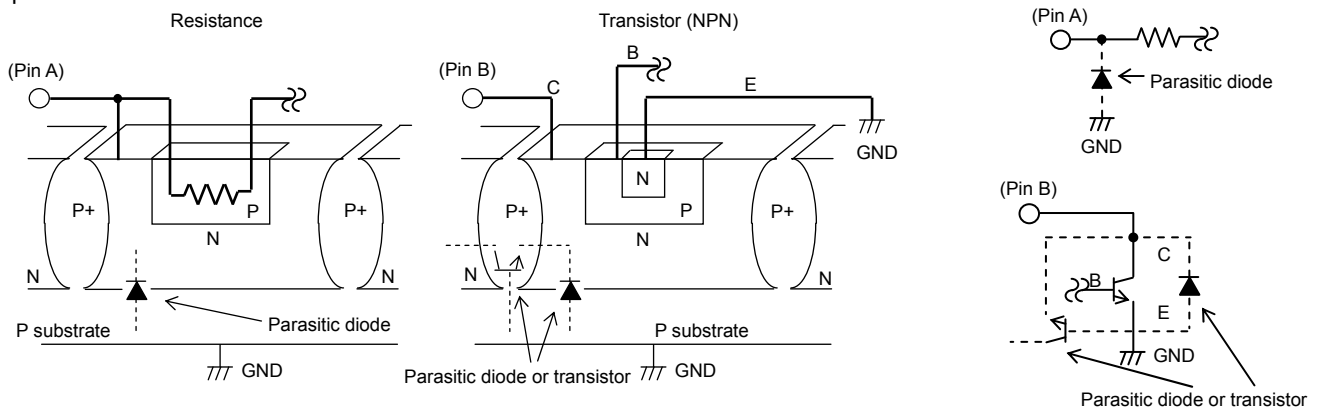 Resistance
(Pin A)
P+
P
P+
N
N
N
Parasitic diode
P substrate
GND
Transistor (NPN)
(Pin B)
B
C
E
GND
P+
N
P
P+
N
N
N
P substrate
GND
Parasitic diode or transistor
(Pin A)
Parasitic diode
GND
(Pin B)
C
B
E
GND
Parasitic diode or transistor